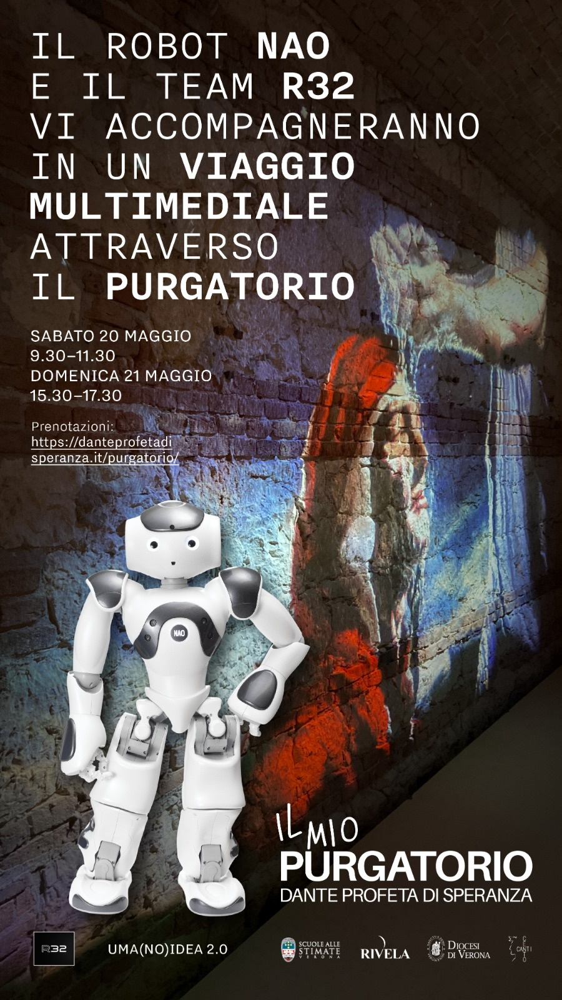 IL ROBOT NAO
E IL TEAM R32
VI ACCOMPAGNERANNO
IN UN VIAGGIO
MULTIMEDIALE
ATTRAVERSO
IL PURGATORIO
SABATO 20 MAGGIO
9.30–11.30
DOMENICA 21 MAGGIO
15.30–17.30
Prenotazioni:
https://danteprofetadi
speranza.it/purgatorio/
NAO
IL MIO
PURGATORIO
DANTE PROFETA DI SPERANZA
R32
UMA(NO)IDEA 2.0
SCUOLE ALLE
STIMATE
VERONA
RIVELA
DIOCESI
DI VERONA
CENTO
CANTI